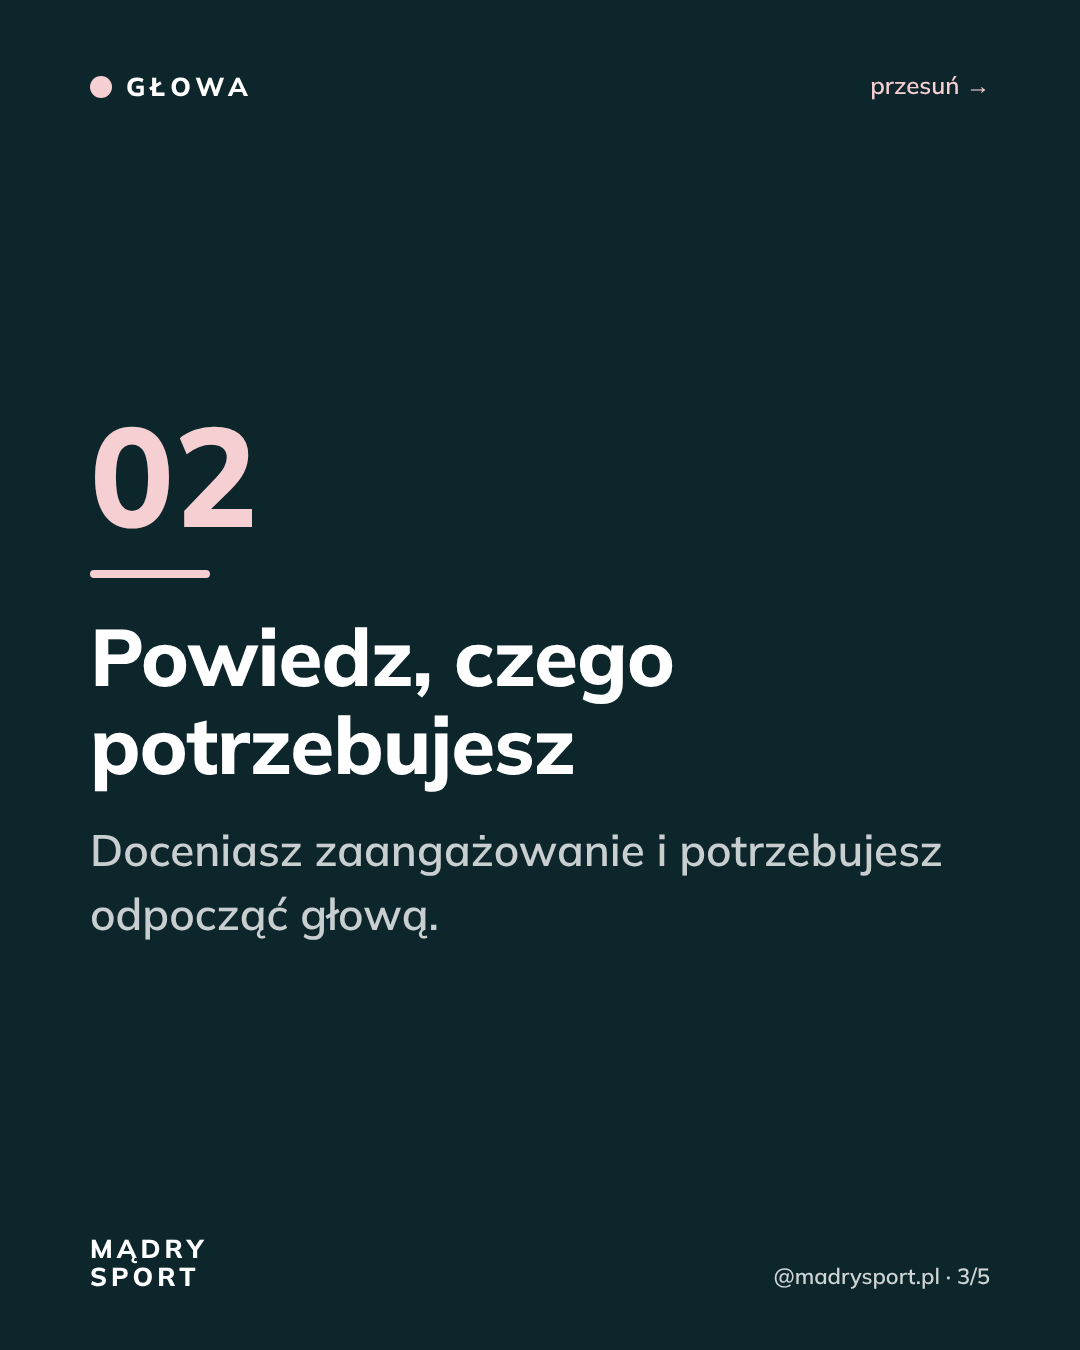 GŁOWA
przesuń →
02
Powiedz, czego
potrzebujesz
Doceniasz zaangażowanie i potrzebujesz
odpocząć głową.
MĄDRY
SPORT
@madrysport.pl · 3/5